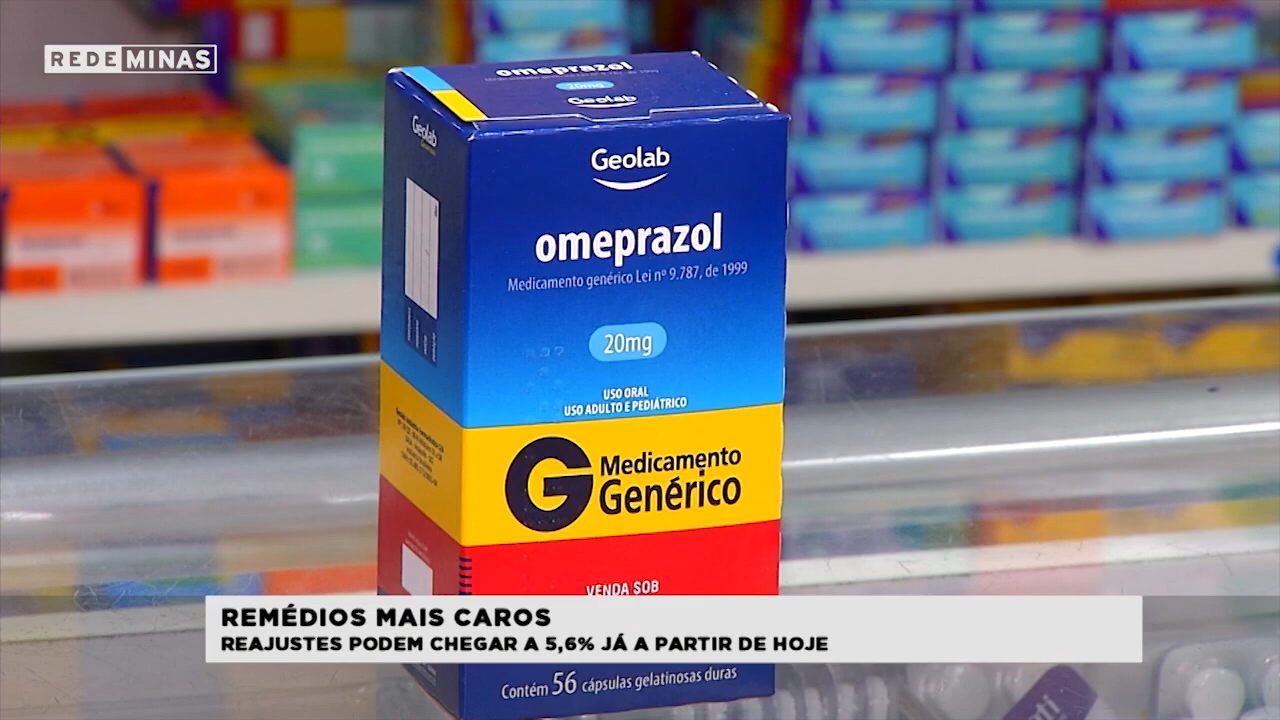 REDE MINAS
omeprazol
20mg
Geolab
Geolab
Geolab
omeprazol
Medicamento genérico Lei nº 9.787, de 1999
20mg
USO ORAL
USO ADULTO E PEDIÁTRICO
G Medicamento
Genérico
VENDA SOB
REMÉDIOS MAIS CAROS
REAJUSTES PODEM CHEGAR A 5,6% JÁ A PARTIR DE HOJE
Contém 56 cápsulas gelatinosas duras